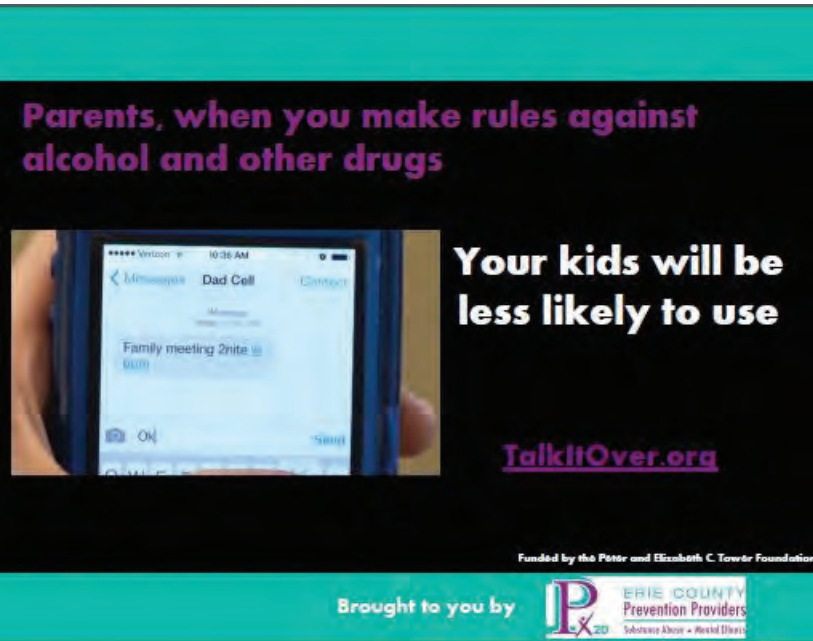 Parents, when you make rules against
alcohol and other drugs
Verizon 10:36 AM
Messages Dad Cell Contact
Family meeting 2nite @
Ok
Send
Your kids will be
less likely to use
TalkItOver.org
Funded by the Peter and Elizabeth C. Tower Foundation
Brought to you by
ERIE COUNTY
Prevention Providers
Substance Abuse • Mental Illness